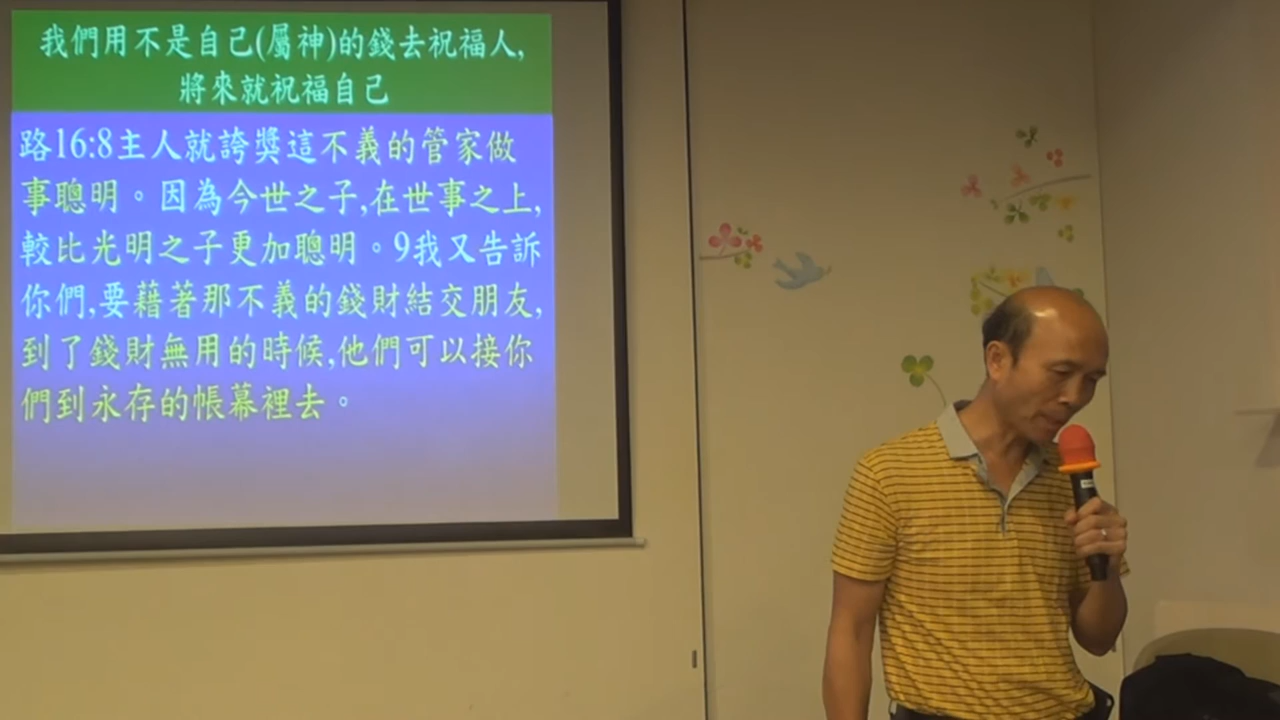 我們用不是自己(屬神)的錢去祝福人,
將來就祝福自己
路16:8主人就誇獎這不義的管家做
事聰明。因為今世之子,在世事之上,
較比光明之子更加聰明。9我又告訴
你們,要藉著那不義的錢財結交朋友,
到了錢財無用的時候,他們可以接你
們到永存的帳幕裡去。